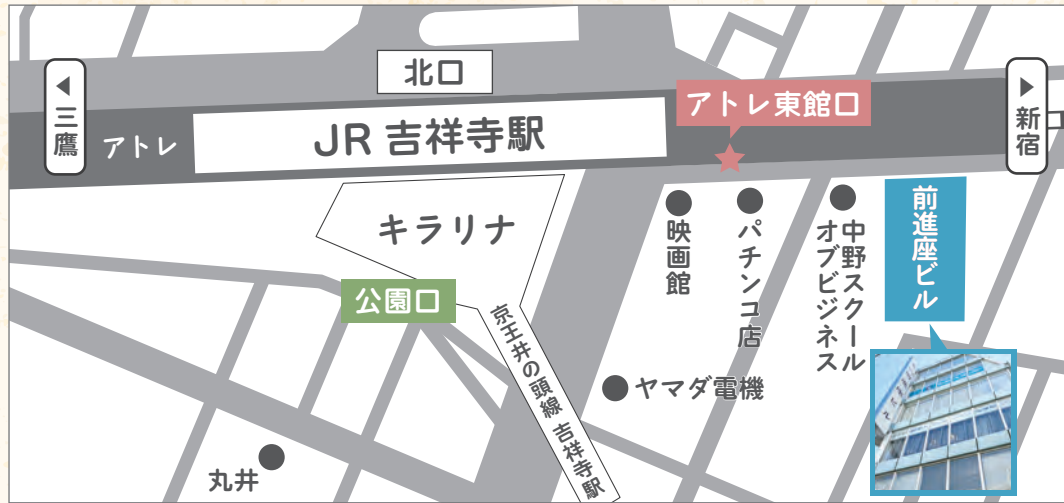 北口
◀三鷹
アトレ
JR 吉祥寺駅
アトレ東館口
▶新宿
キラリナ
公園口
京王井の頭線 吉祥寺駅
映画館
パチンコ店
中野スクール
オブビジネス
前進座ビル
ヤマダ電機
丸井